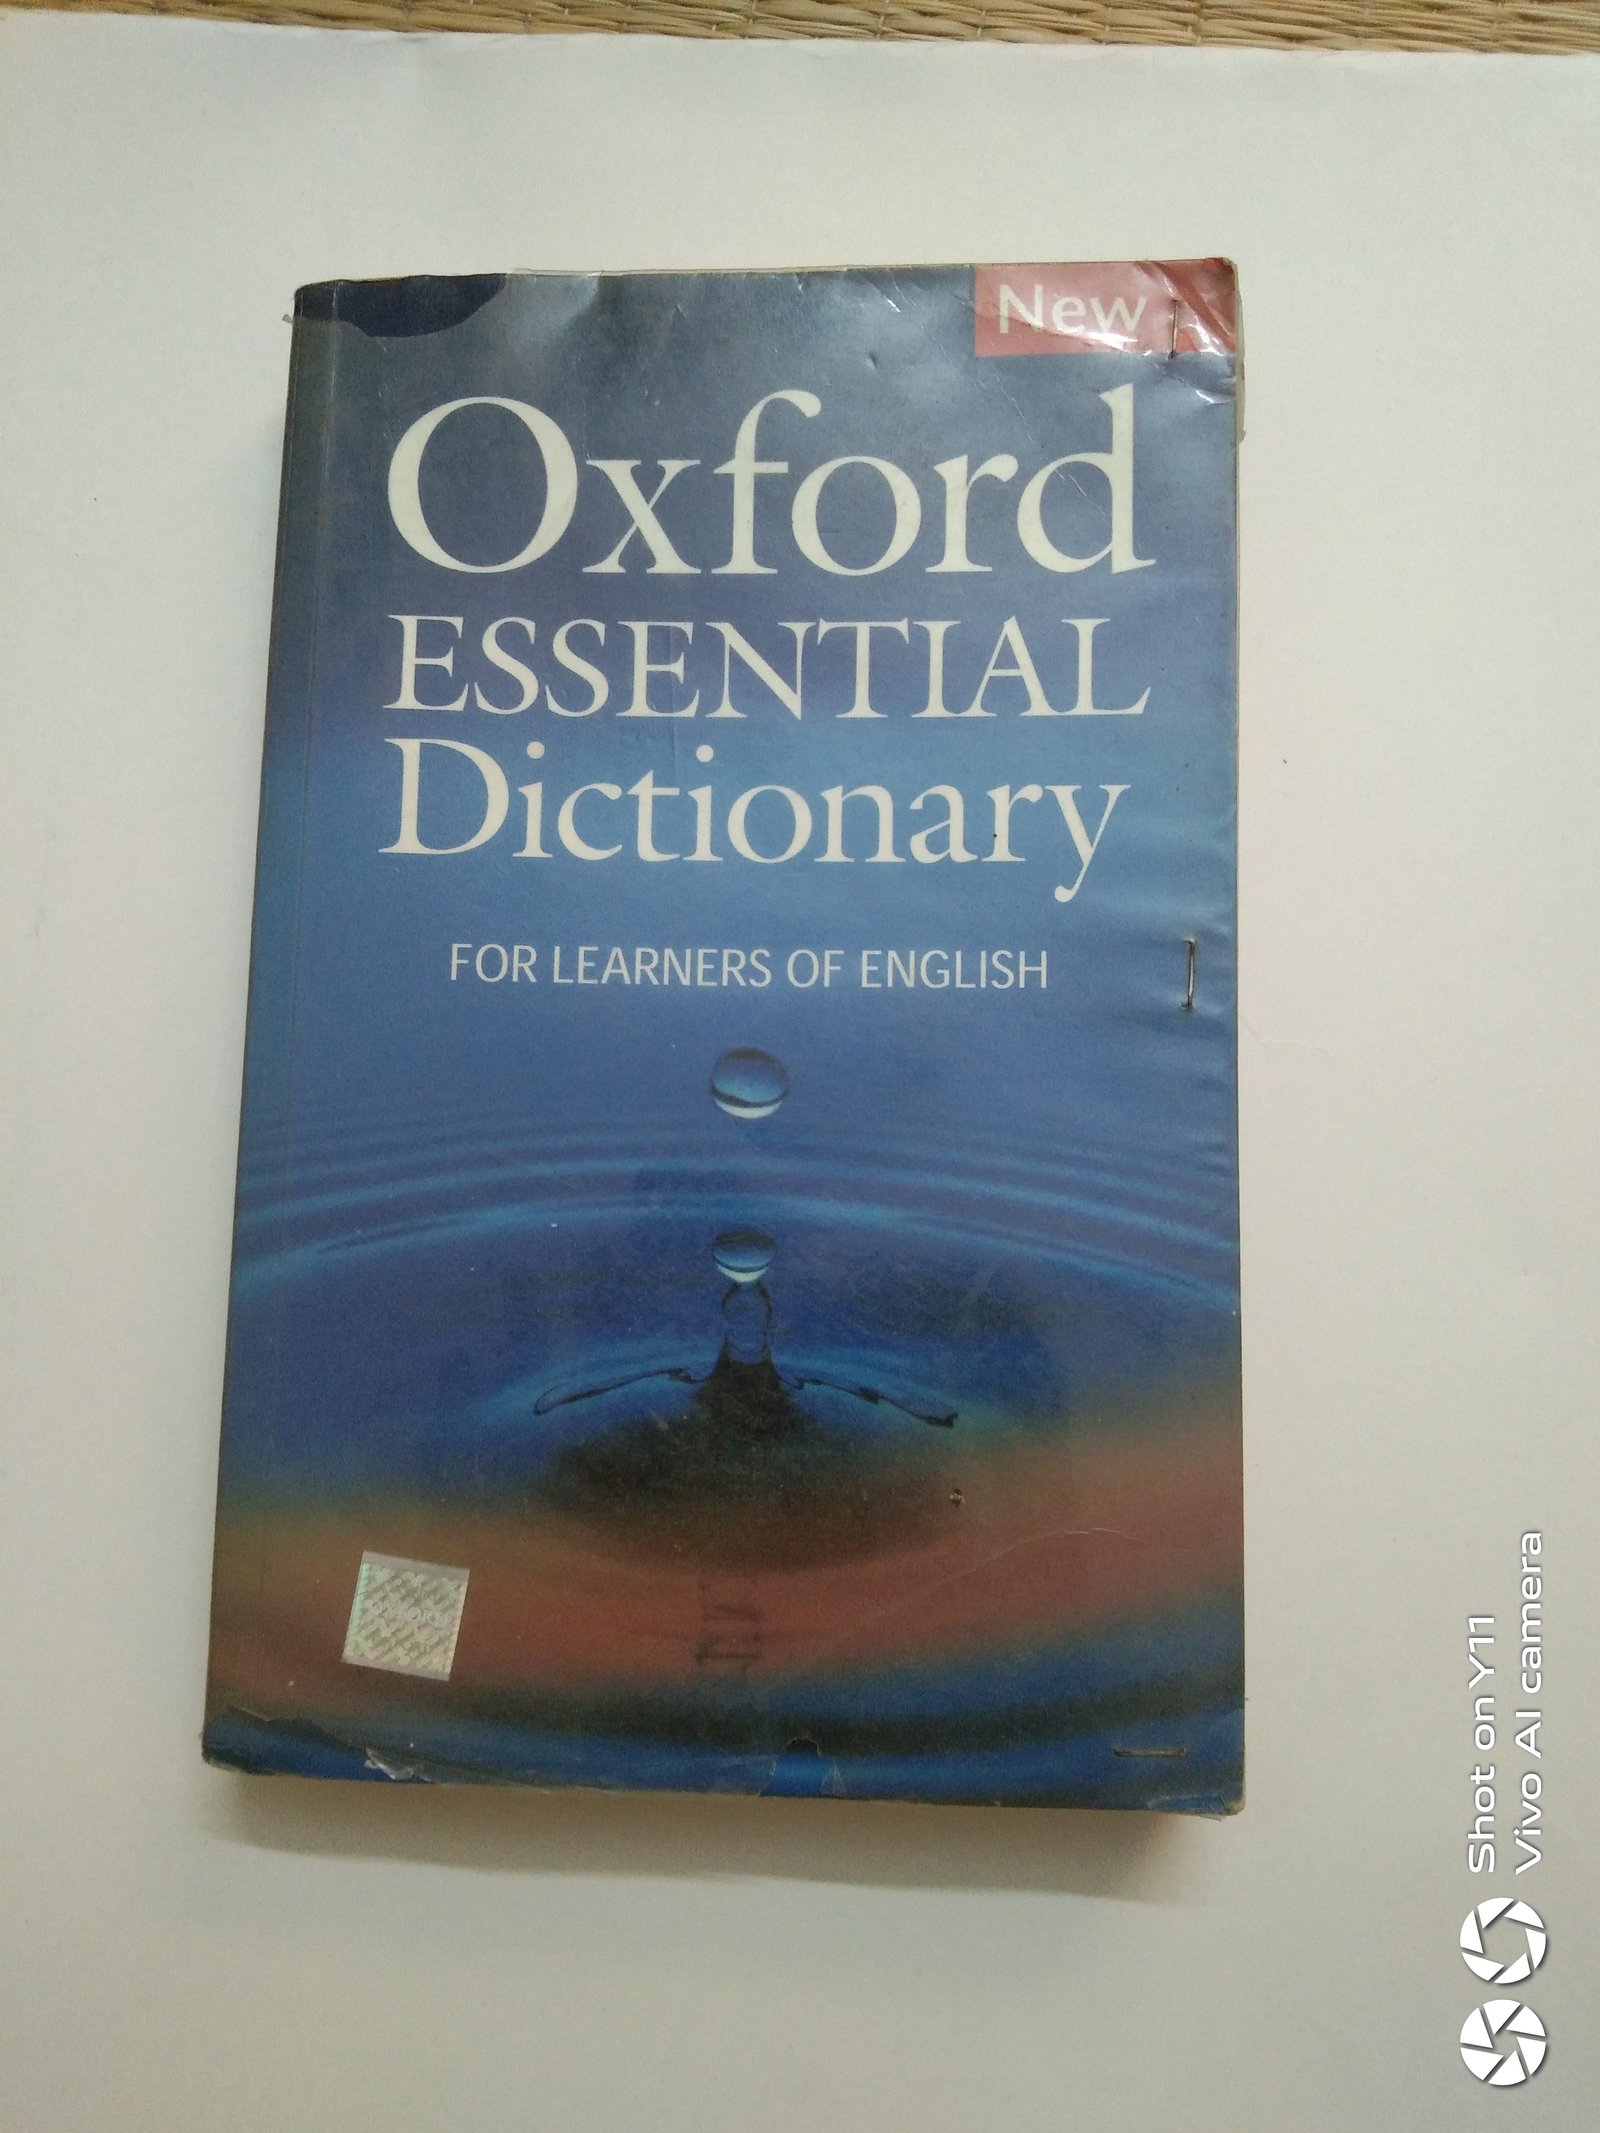 New
Oxford
ESSENTIAL
Dictionary
FOR LEARNERS OF ENGLISH
Shot on Y11
Vivo AI camera